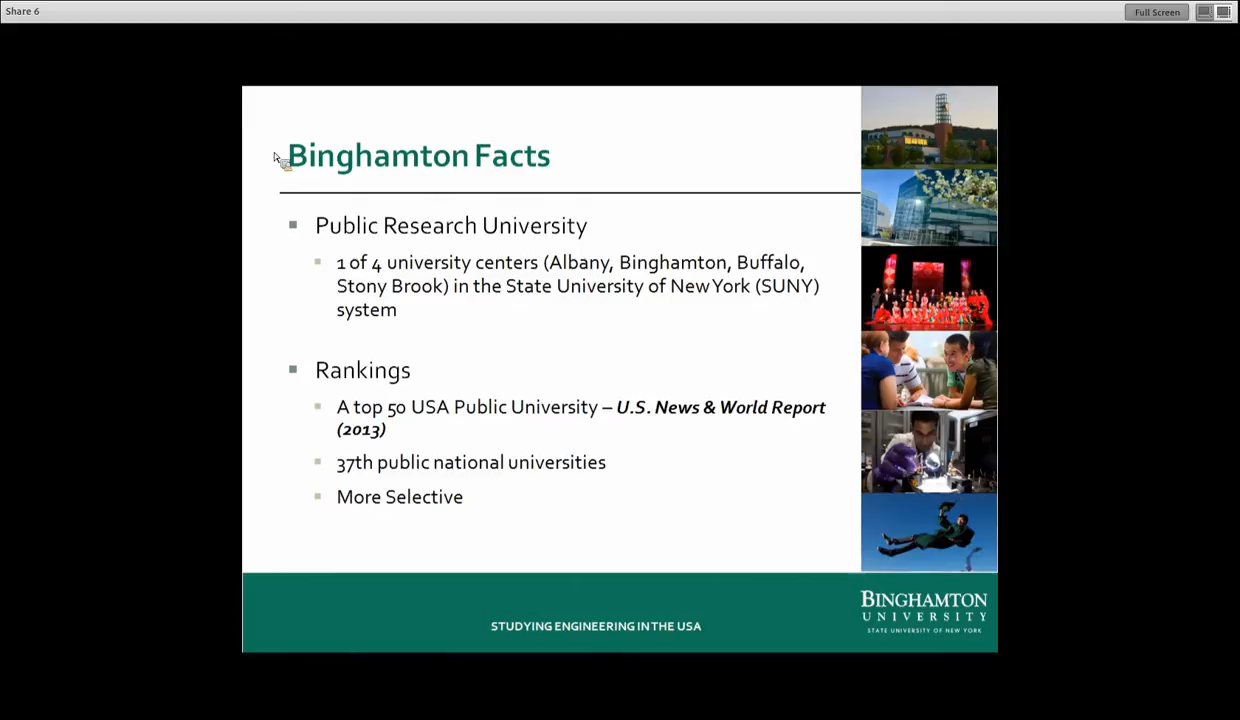 Share 6
Full Screen
Binghamton Facts
Public Research University
1 of 4 university centers (Albany, Binghamton, Buffalo,
Stony Brook) in the State University of New York (SUNY)
system
Rankings
A top 50 USA Public University – U.S. News & World Report
(2013)
37th public national universities
More Selective
STUDYING ENGINEERING IN THE USA
BINGHAMTON
UNIVERSITY
STATE UNIVERSITY OF NEW YORK